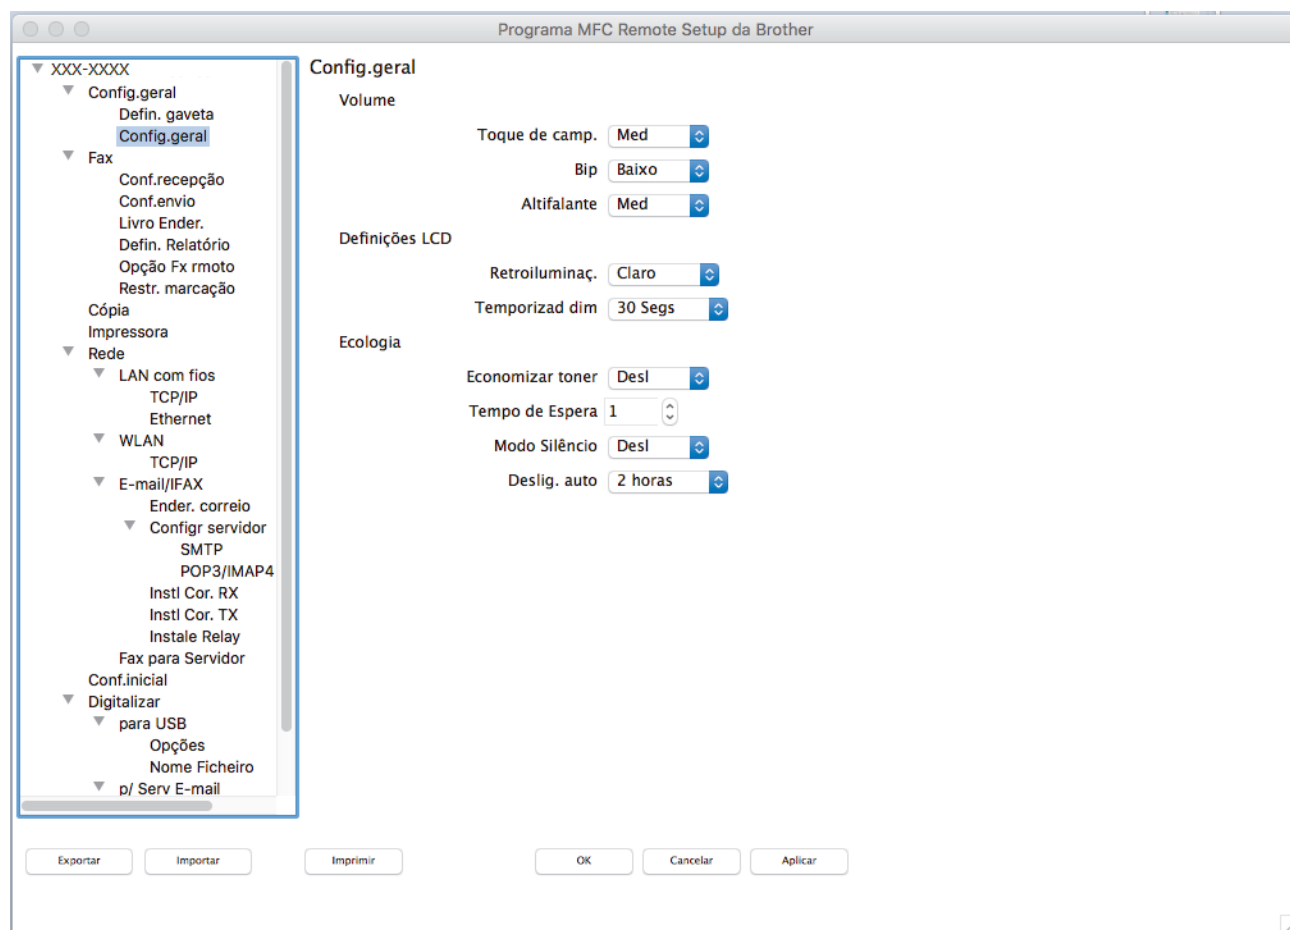 Programa MFC Remote Setup da Brother
XXX-XXXX
Config.geral
Defin. gaveta
Config.geral
Fax
Conf.recepção
Conf.envio
Livro Ender.
Defin. Relatório
Opção Fx rmoto
Restr. marcação
Cópia
Impressora
Rede
LAN com fios
TCP/IP
Ethernet
WLAN
TCP/IP
E-mail/IFAX
Ender. correio
Configr servidor
SMTP
POP3/IMAP4
Instl Cor. RX
Instl Cor. TX
Instale Relay
Fax para Servidor
Conf.inicial
Digitalizar
para USB
Opções
Nome Ficheiro
p/ Serv E-mail
Config.geral
Volume
Toque de camp. Med
Bip Baixo
Altifalante Med
Definições LCD
Retroiluminaç. Claro
Temporizad dim 30 Segs
Ecologia
Economizar toner Desl
Tempo de Espera 1
Modo Silêncio Desl
Deslig. auto 2 horas
Exportar Importar Imprimir OK Cancelar Aplicar